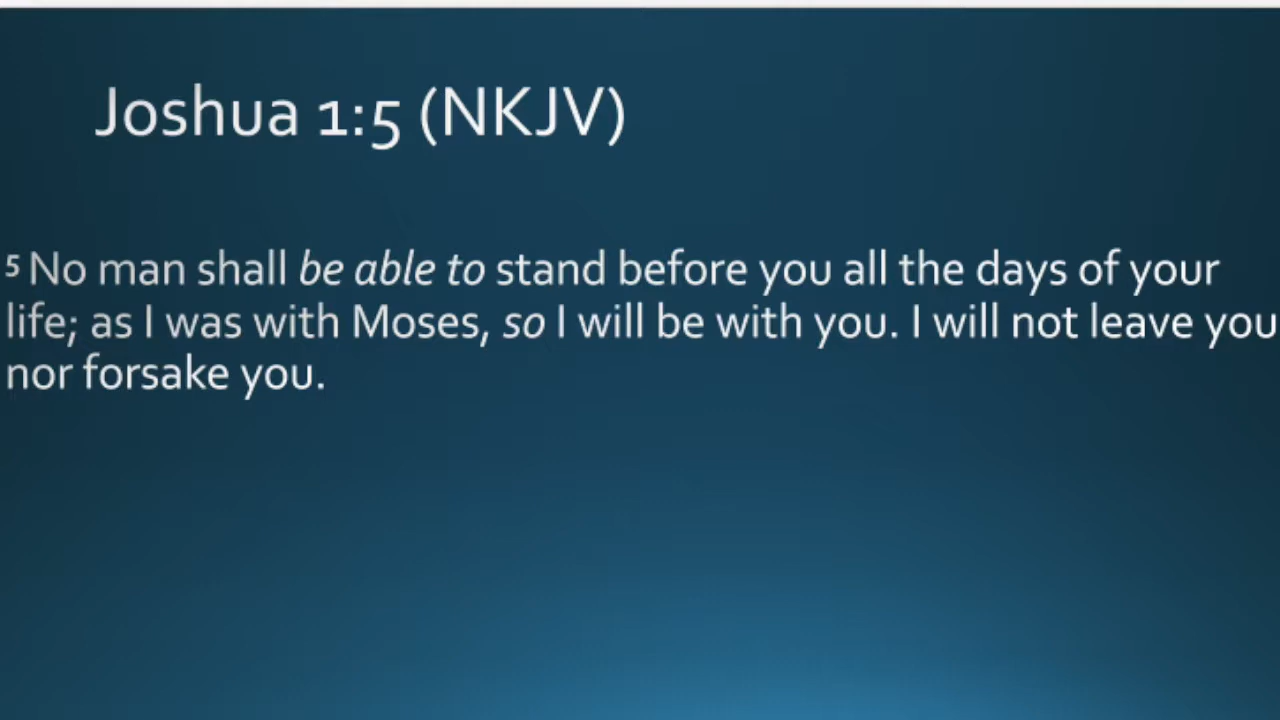 Joshua 1:5 (NKJV)
5 No man shall be able to stand before you all the days of your
life; as I was with Moses, so I will be with you. I will not leave you
nor forsake you.